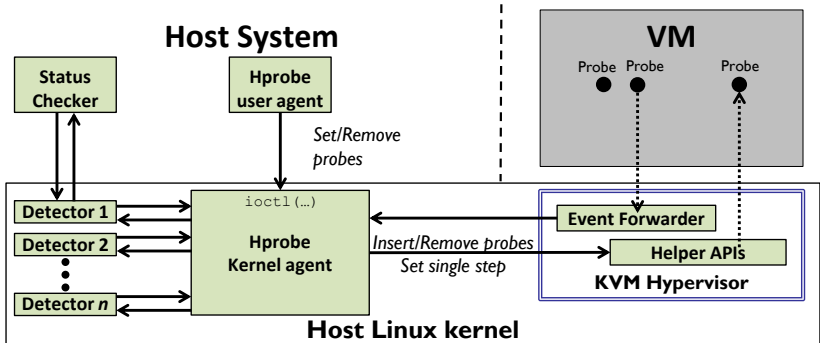 Host System
VM
Status
Checker
Hprobe
user agent
Probe Probe Probe
Set/Remove
probes
ioctl(…)
Hprobe
Kernel agent
Detector 1
Detector 2
Detector n
Insert/Remove probes
Set single step
Event Forwarder
Helper APIs
KVM Hypervisor
Host Linux kernel